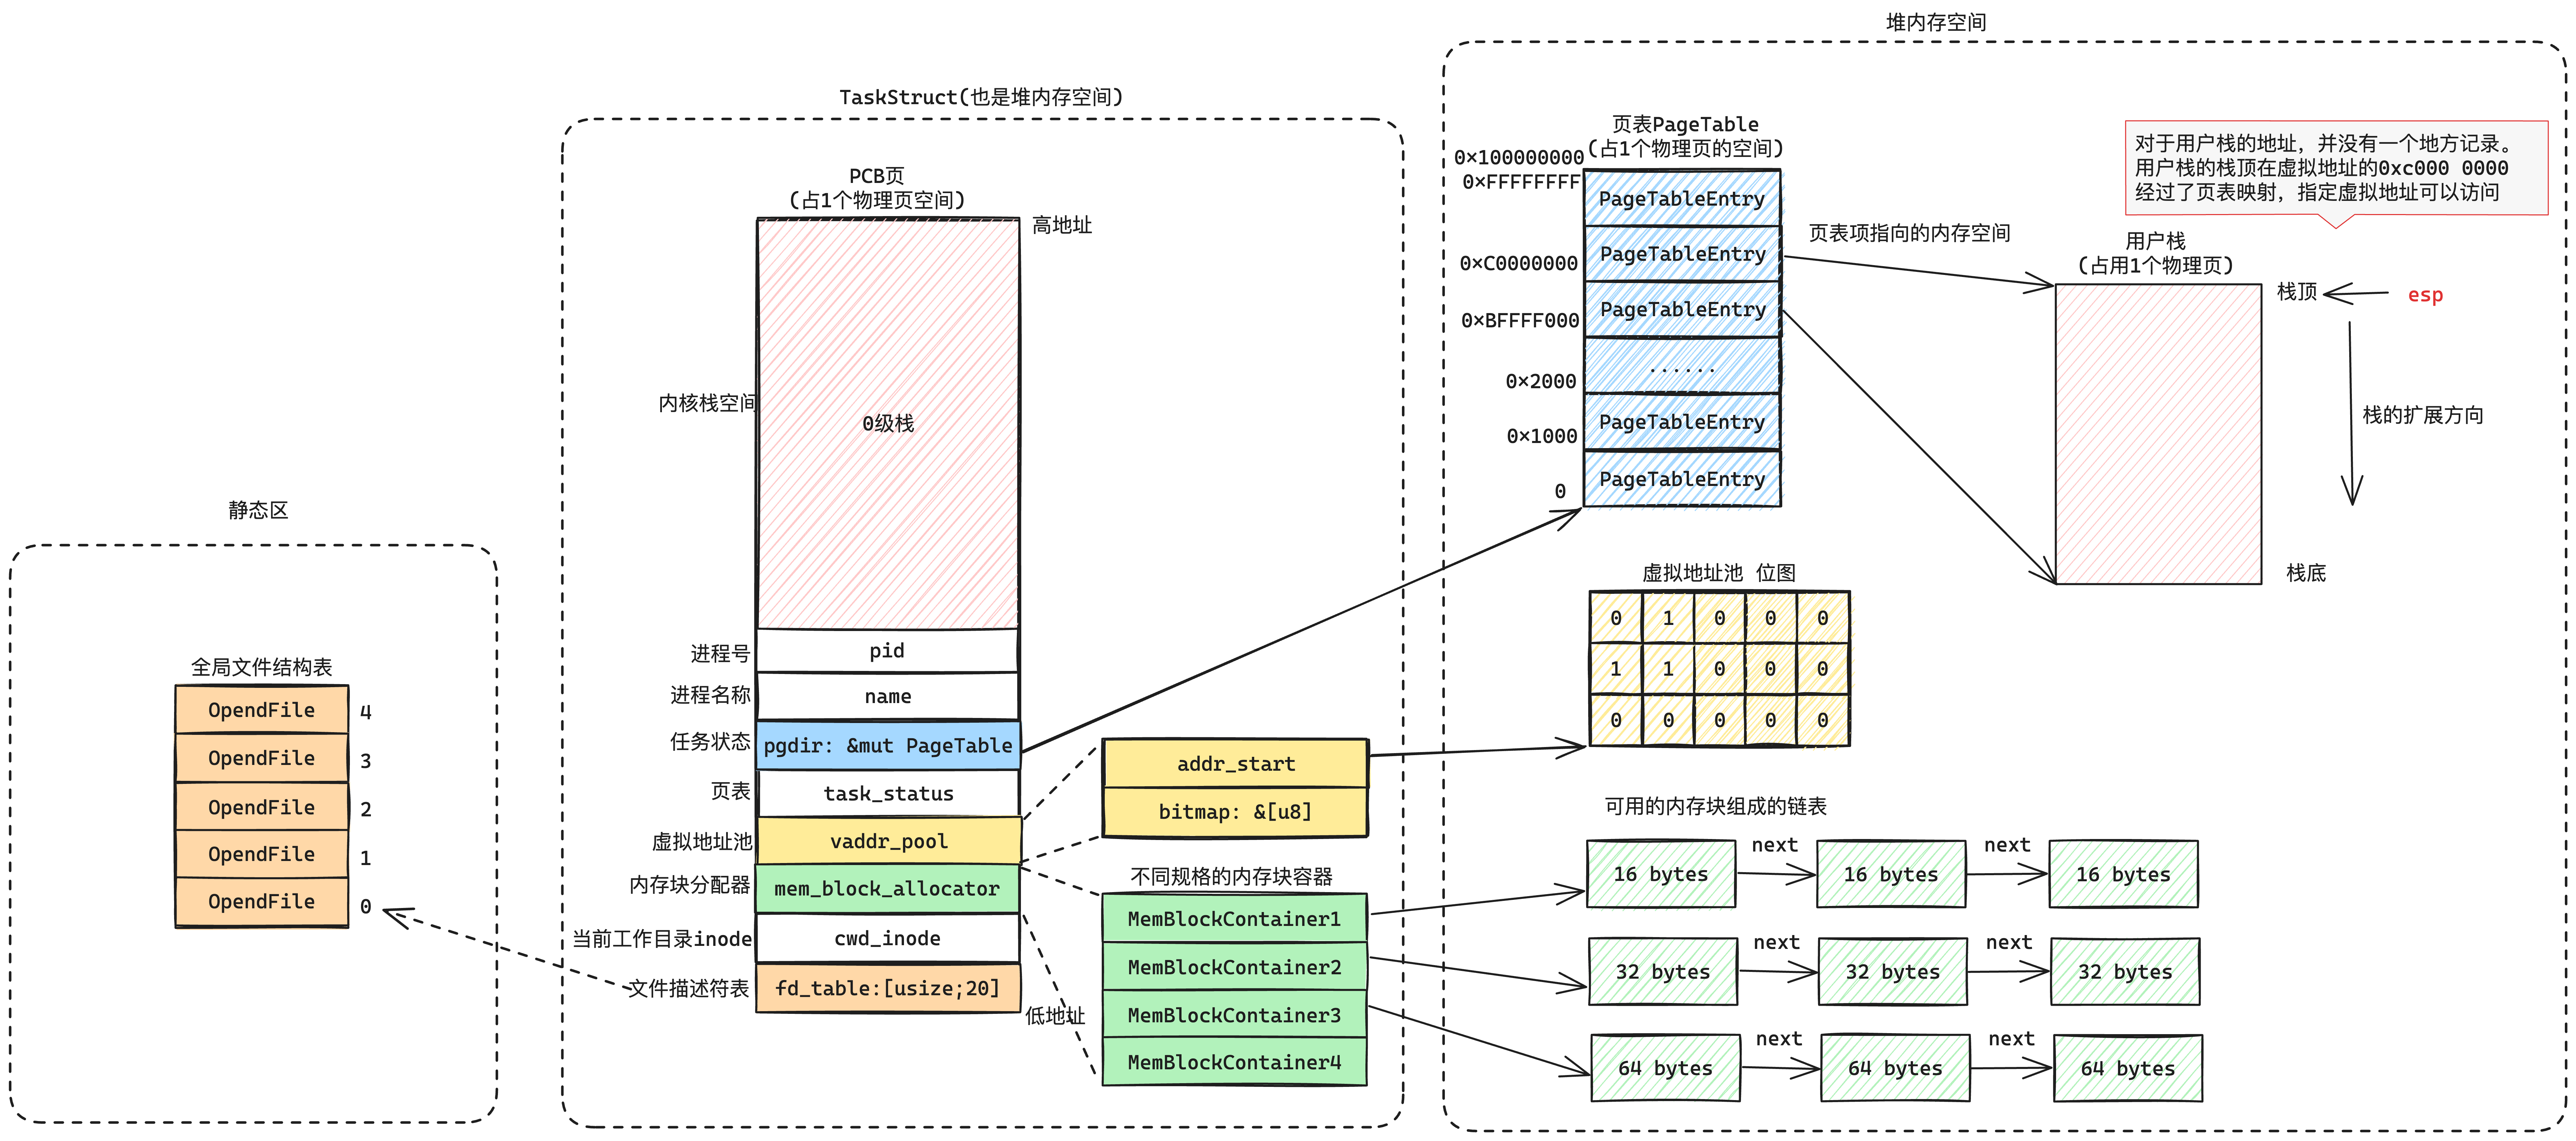 静态区
全局文件结构表
OpendFile 4
OpendFile 3
OpendFile 2
OpendFile 1
OpendFile 0
TaskStruct(也是堆内存空间)
PCB页
(占1个物理页空间)
高地址
内核栈空间
0级栈
进程号
pid
进程名称
name
任务状态
pgdir: &mut PageTable
页表
task_status
虚拟地址池
vaddr_pool
内存块分配器
mem_block_allocator
当前工作目录inode
cwd_inode
文件描述符表
fd_table:[usize;20]
低地址
addr_start
bitmap: &[u8]
不同规格的内存块容器
MemBlockContainer1
MemBlockContainer2
MemBlockContainer3
MemBlockContainer4
堆内存空间
页表PageTable
(占1个物理页的空间)
0×100000000
0×FFFFFFFF
PageTableEntry
PageTableEntry
0×C0000000
PageTableEntry
0×BFFFF000
......
0×2000
PageTableEntry
0×1000
PageTableEntry
0
页表项指向的内存空间
对于用户栈的地址，并没有一个地方记录。
用户栈的栈顶在虚拟地址的0xc000 0000
经过了页表映射，指定虚拟地址可以访问
用户栈
(占用1个物理页)
栈顶
esp
栈的扩展方向
栈底
虚拟地址池 位图
0 1 0 0 0
1 1 0 0 0
0 0 0 0 0
可用的内存块组成的链表
16 bytes next 16 bytes next 16 bytes
32 bytes next 32 bytes next 32 bytes
64 bytes next 64 bytes next 64 bytes